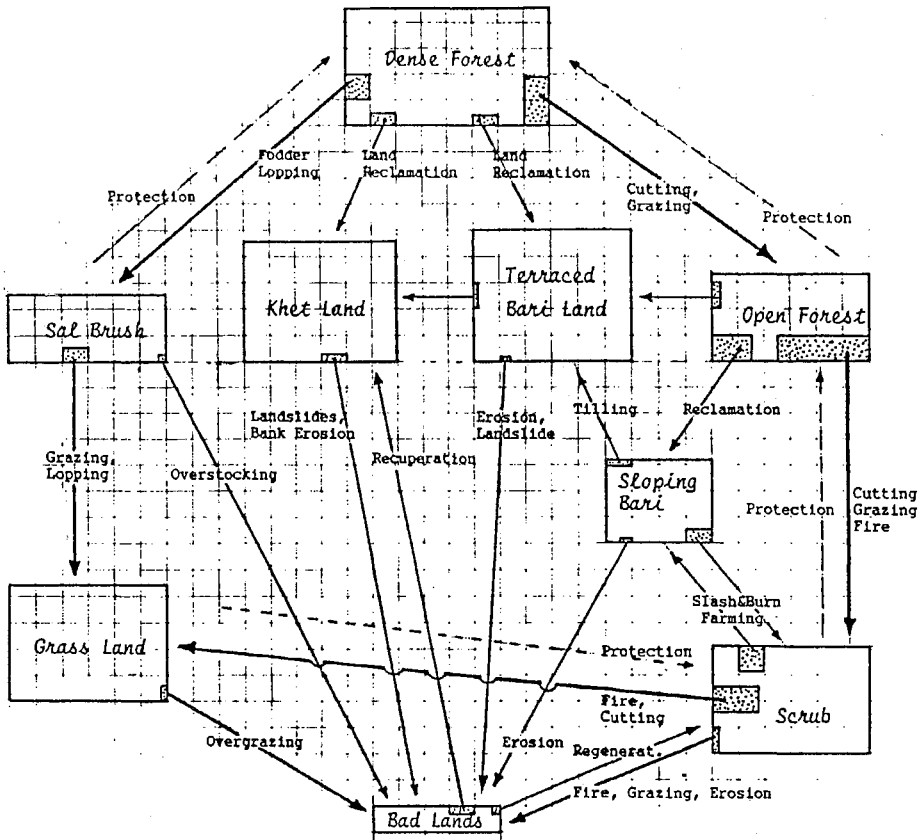 Dense Forest
Fodder
Lopping
Land
Reclamation
Land
Reclamation
Cutting,
Grazing
Protection
Protection
Sal Brush
Khet Land
Terraced
Bari Land
Open Forest
Landslides,
Bank Erosion
Erosion,
Landslide
Tilling
Reclamation
Grazing,
Lopping
Overstocking
Recuperation
Sloping
Bari
Protection
Cutting
Grazing
Fire
Slash&Burn
Farming
Grass Land
Protection
Fire,
Cutting
Scrub
Overgrazing
Erosion
Regenerat.
Fire, Grazing, Erosion
Bad Lands